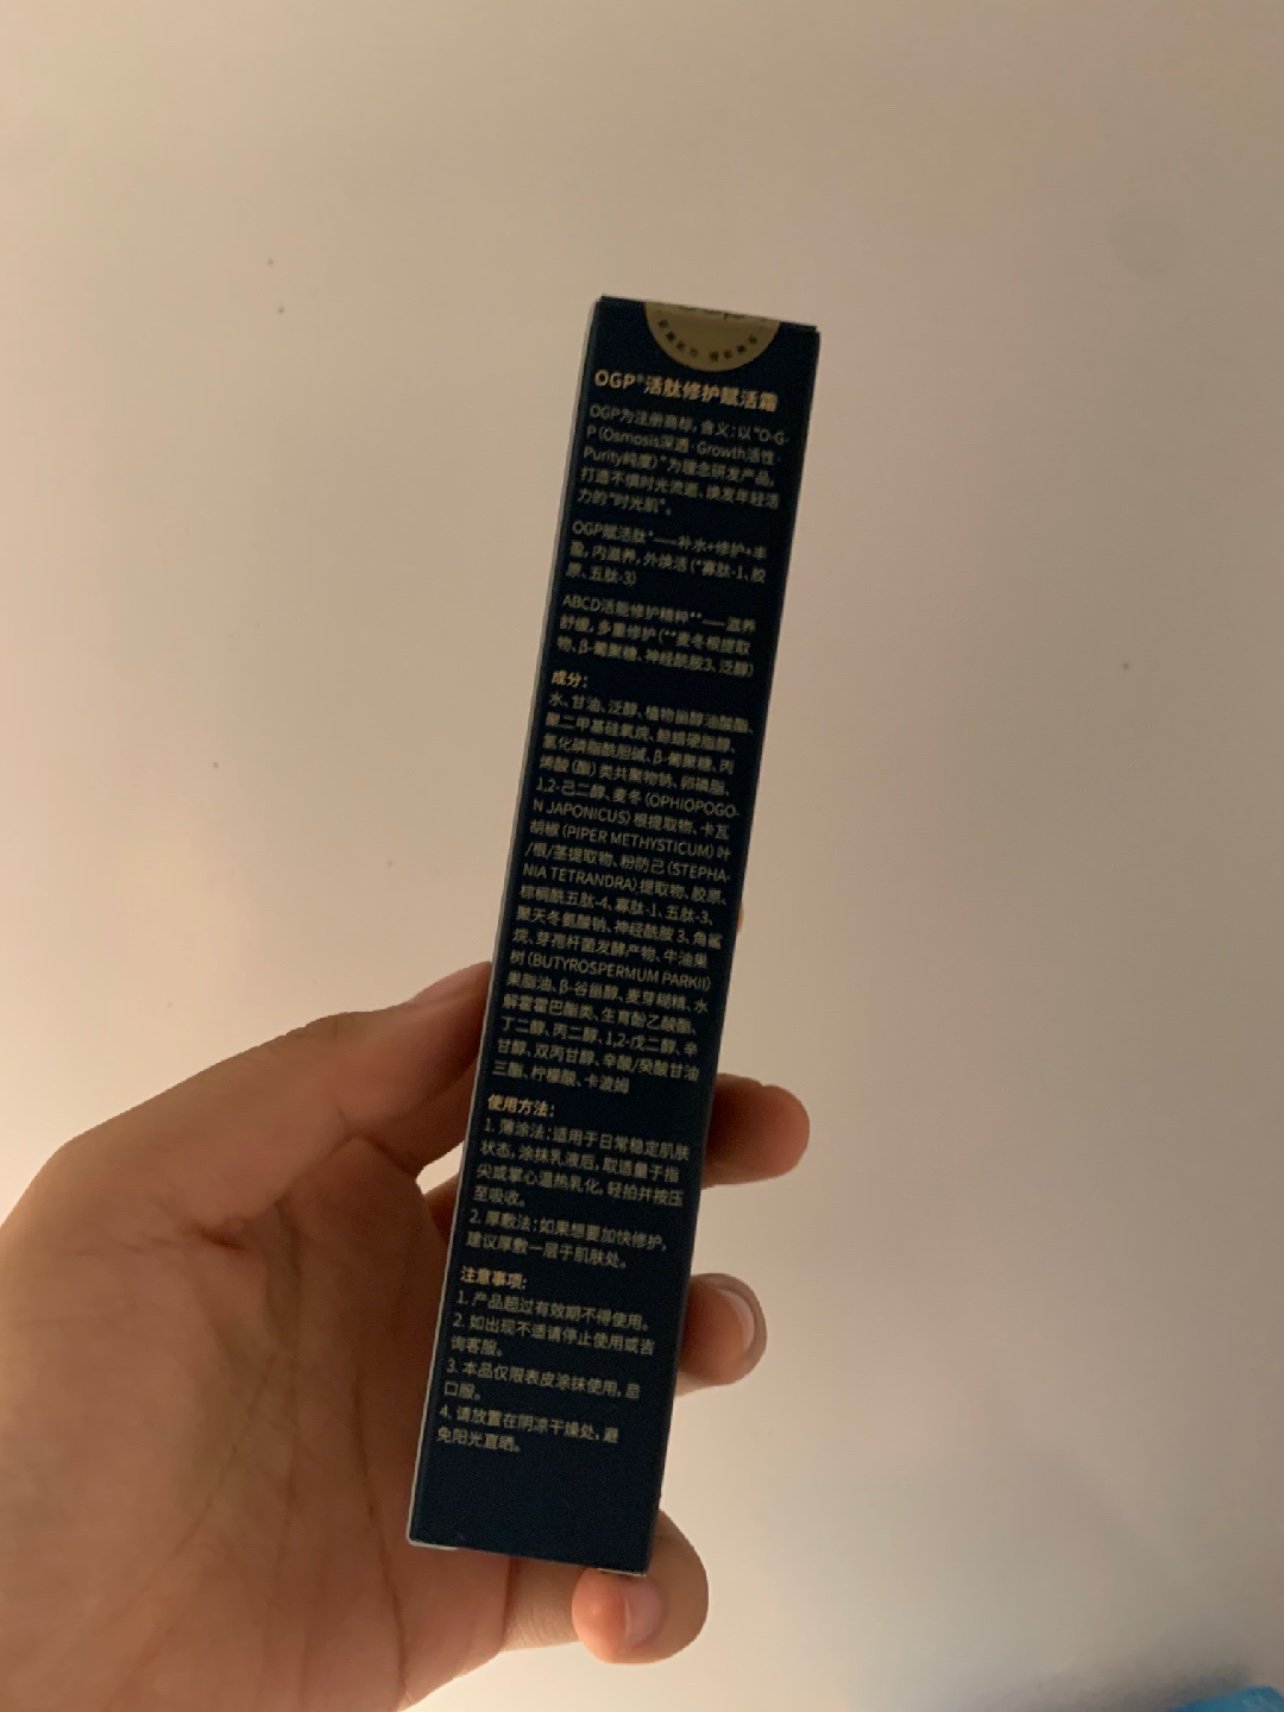 OGP®活肽修护赋活霜
OGP为注册商标，含义：以"O-G-
P（Osmosis深透·Growth活性·
Purity纯度）"为理念研发产品，
打造不惧时光流逝、焕发年轻活
力的"时光肌"。
OGP赋活肽*——补水+修护+丰
盈，内滋养，外焕活（*寡肽-1、胶
原、五肽-3）
ABCD活能修护精粹**——滋养
舒缓，多重修护（**麦冬根提取
物、β-葡聚糖、神经酰胺3、泛醇）
成分：
水、甘油、泛醇、植物甾醇油酸酯、
聚二甲基硅氧烷、鲸蜡硬脂醇、
氢化磷脂酰胆碱、β-葡聚糖、丙
烯酸（酯）类共聚物钠、卵磷脂、
1,2-己二醇、麦冬（OPHIOPOGO-
N JAPONICUS）根提取物、卡瓦
胡椒（PIPER METHYSTICUM）叶
/根/茎提取物、粉防己（STEPHA-
NIA TETRANDRA）提取物、胶原、
棕榈酰五肽-4、寡肽-1、五肽-3、
聚天冬氨酸钠、神经酰胺 3、角鲨
烷、芽孢杆菌发酵产物、牛油果
树（BUTYROSPERMUM PARKII）
果脂油、β-谷甾醇、麦芽糊精、水
解霍霍巴酯类、生育酚乙酸酯、
丁二醇、丙二醇、1,2-戊二醇、辛
甘醇、双丙甘醇、辛酸/癸酸甘油
三酯、柠檬酸、卡波姆
使用方法：
1. 薄涂法：适用于日常稳定肌肤
状态，涂抹乳液后，取适量于指
尖或掌心温热乳化，轻拍并按压
至吸收。
2. 厚敷法：如果想要加快修护，
建议厚敷一层于肌肤处。
注意事项：
1. 产品超过有效期不得使用。
2. 如出现不适请停止使用或咨
询客服。
3. 本品仅限表皮涂抹使用，忌
口服。
4. 请放置在阴凉干燥处，避
免阳光直晒。